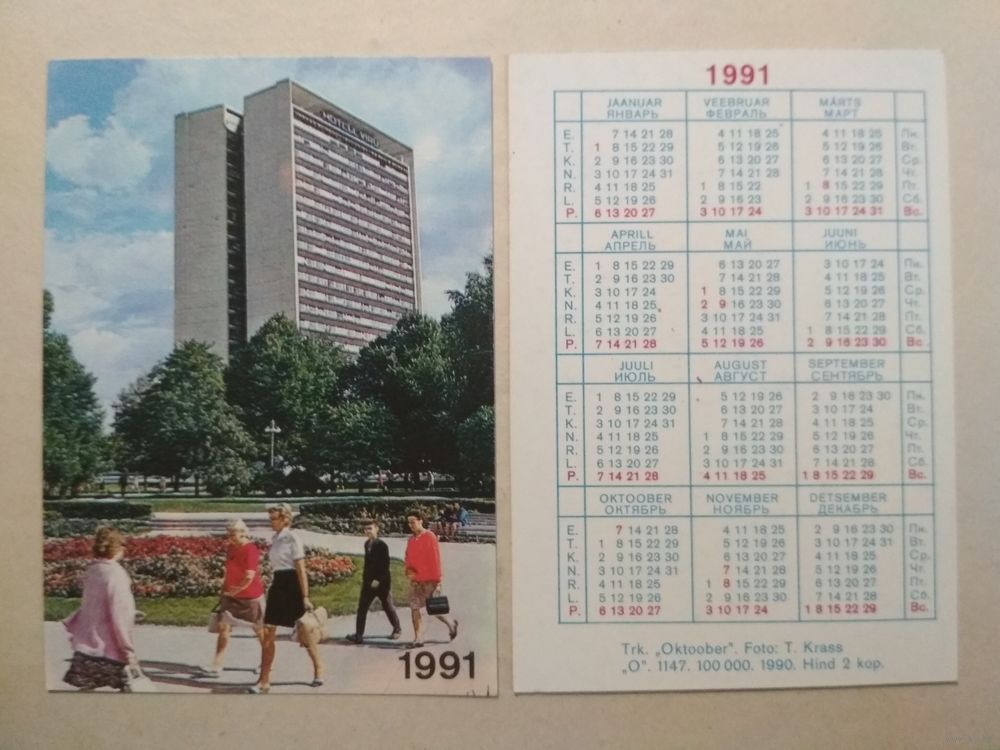 HOTELL VIRU
1991
1991
JAANUAR VEEBRUAR MÄRTS
ЯНВАРЬ ФЕВРАЛЬ МАРТ
E. 7 14 21 28 4 11 18 25 4 11 18 25 Пн.
T. 1 8 15 22 29 5 12 19 26 5 12 19 26 Вт.
K. 2 9 16 23 30 6 13 20 27 6 13 20 27 Ср.
N. 3 10 17 24 31 7 14 21 28 7 14 21 28 Чт.
R. 4 11 18 25 1 8 15 22 1 8 15 22 29 Пт.
L. 5 12 19 26 2 9 16 23 2 9 16 23 30 Сб.
P. 6 13 20 27 3 10 17 24 3 10 17 24 31 Вс.
APRILL MAI JUUNI
АПРЕЛЬ МАЙ ИЮНЬ
E. 1 8 15 22 29 6 13 20 27 3 10 17 24 Пн.
T. 2 9 16 23 30 7 14 21 28 4 11 18 25 Вт.
K. 3 10 17 24 1 8 15 22 29 5 12 19 26 Ср.
N. 4 11 18 25 2 9 16 23 30 6 13 20 27 Чт.
R. 5 12 19 26 3 10 17 24 31 7 14 21 28 Пт.
L. 6 13 20 27 4 11 18 25 1 8 15 22 29 Сб.
P. 7 14 21 28 5 12 19 26 2 9 16 23 30 Вс.
JUULI AUGUST SEPTEMBER
ИЮЛЬ АВГУСТ СЕНТЯБРЬ
E. 1 8 15 22 29 5 12 19 26 2 9 16 23 30 Пн.
T. 2 9 16 23 30 6 13 20 27 3 10 17 24 Вт.
K. 3 10 17 24 31 7 14 21 28 4 11 18 25 Ср.
N. 4 11 18 25 1 8 15 22 29 5 12 19 26 Чт.
R. 5 12 19 26 2 9 16 23 30 6 13 20 27 Пт.
L. 6 13 20 27 3 10 17 24 31 7 14 21 28 Сб.
P. 7 14 21 28 4 11 18 25 1 8 15 22 29 Вс.
OKTOOBER NOVEMBER DETSEMBER
ОКТЯБРЬ НОЯБРЬ ДЕКАБРЬ
E. 7 14 21 28 4 11 18 25 2 9 16 23 30 Пн.
T. 1 8 15 22 29 5 12 19 26 3 10 17 24 31 Вт.
K. 2 9 16 23 30 6 13 20 27 4 11 18 25 Ср.
N. 3 10 17 24 31 7 14 21 28 5 12 19 26 Чт.
R. 4 11 18 25 1 8 15 22 29 6 13 20 27 Пт.
L. 5 12 19 26 2 9 16 23 30 7 14 21 28 Сб.
P. 6 13 20 27 3 10 17 24 1 8 15 22 29 Вс.
Trk. „Oktoober". Foto: T. Krass
„O". 1147. 100 000. 1990. Hind 2 kop.